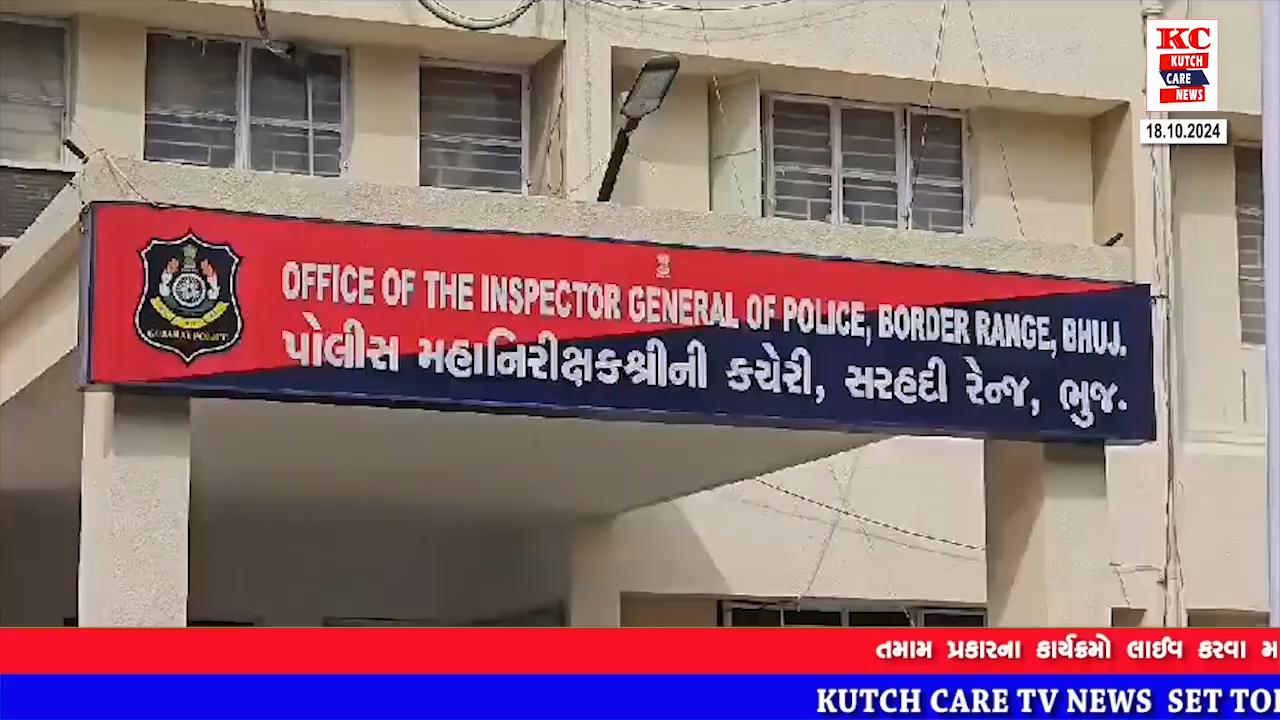 KC
KUTCH
CARE
NEWS
18.10.2024
OFFICE OF THE INSPECTOR GENERAL OF POLICE, BORDER RANGE, BHUJ.
પોલીસ મહાનિરીક્ષકશ્રીની કચેરી, સરહદી રેન્જ, ભુજ.
GUJARAT POLICE
તમામ પ્રકારના કાર્યક્રમો લાઈવ કરવા મ
KUTCH CARE TV NEWS SET TO